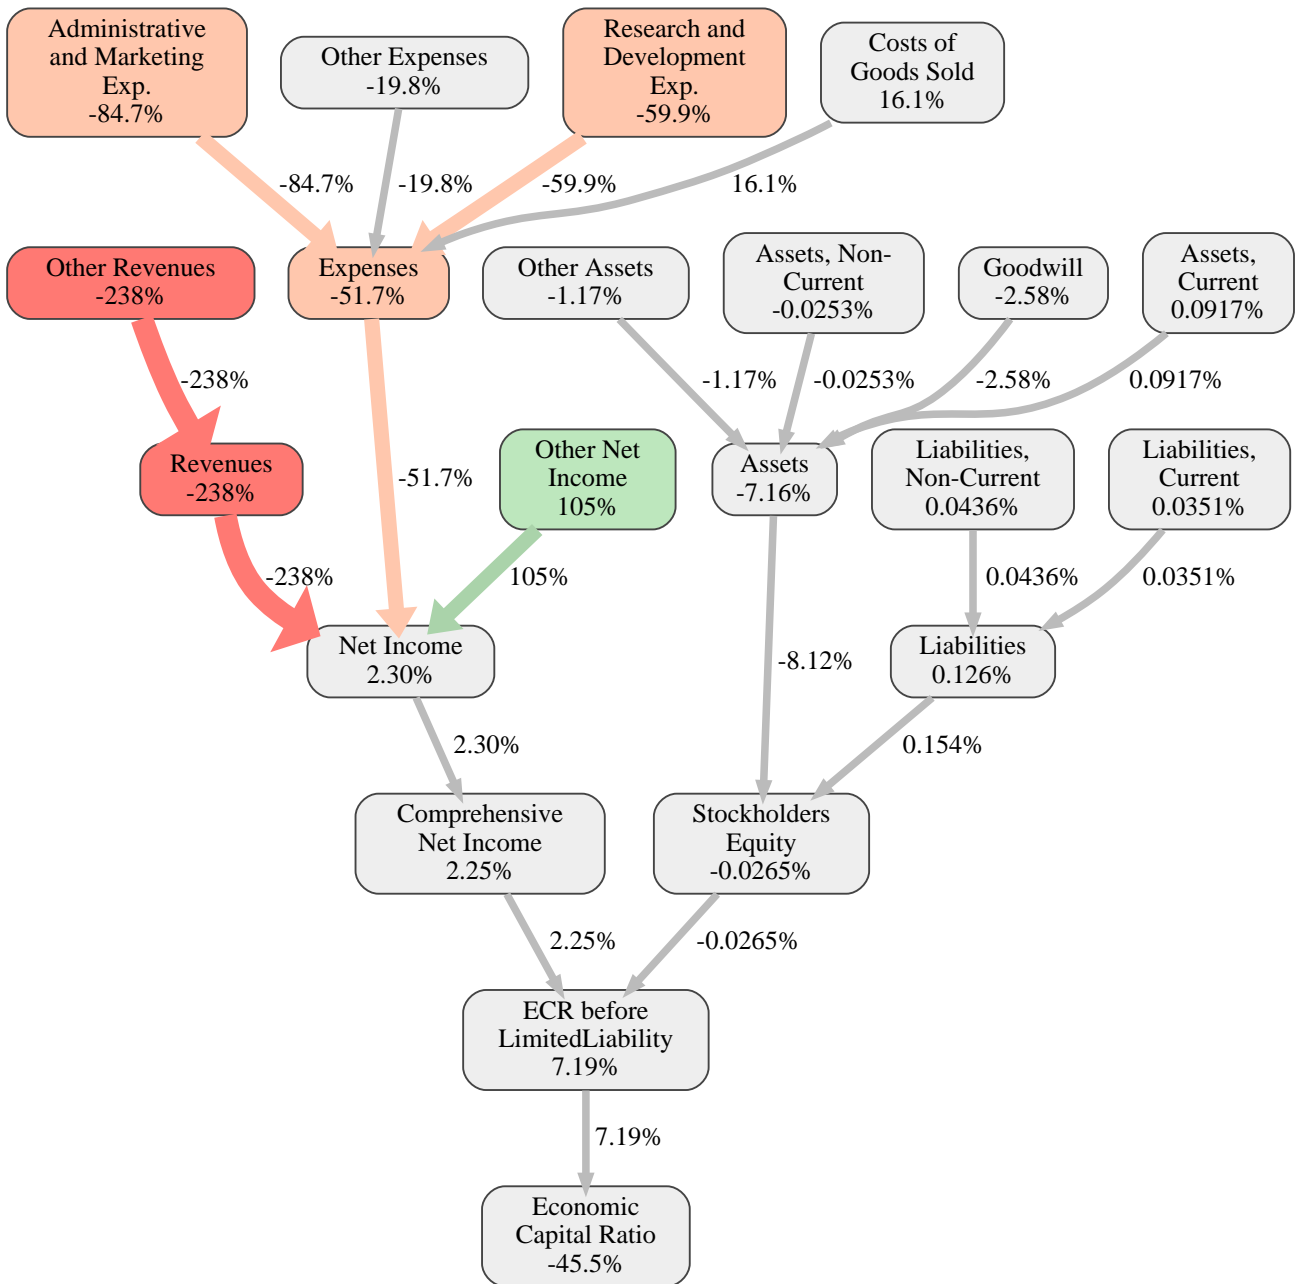 Administrative
and Marketing
Exp.
-84.7%
Other Expenses
-19.8%
Research and
Development
Exp.
-59.9%
Costs of
Goods Sold
16.1%
-84.7%
-19.8%
-59.9%
16.1%
Other Revenues
-238%
Expenses
-51.7%
Other Assets
-1.17%
Assets, Non-
Current
-0.0253%
Goodwill
-2.58%
Assets,
Current
0.0917%
-238%
-1.17%
-0.0253%
-2.58%
0.0917%
Revenues
-238%
-51.7%
Other Net
Income
105%
Assets
-7.16%
Liabilities,
Non-Current
0.0436%
Liabilities,
Current
0.0351%
-238%
105%
0.0436%
0.0351%
Net Income
2.30%
-8.12%
Liabilities
0.126%
2.30%
0.154%
Comprehensive
Net Income
2.25%
Stockholders
Equity
-0.0265%
2.25%
-0.0265%
ECR before
LimitedLiability
7.19%
7.19%
Economic
Capital Ratio
-45.5%